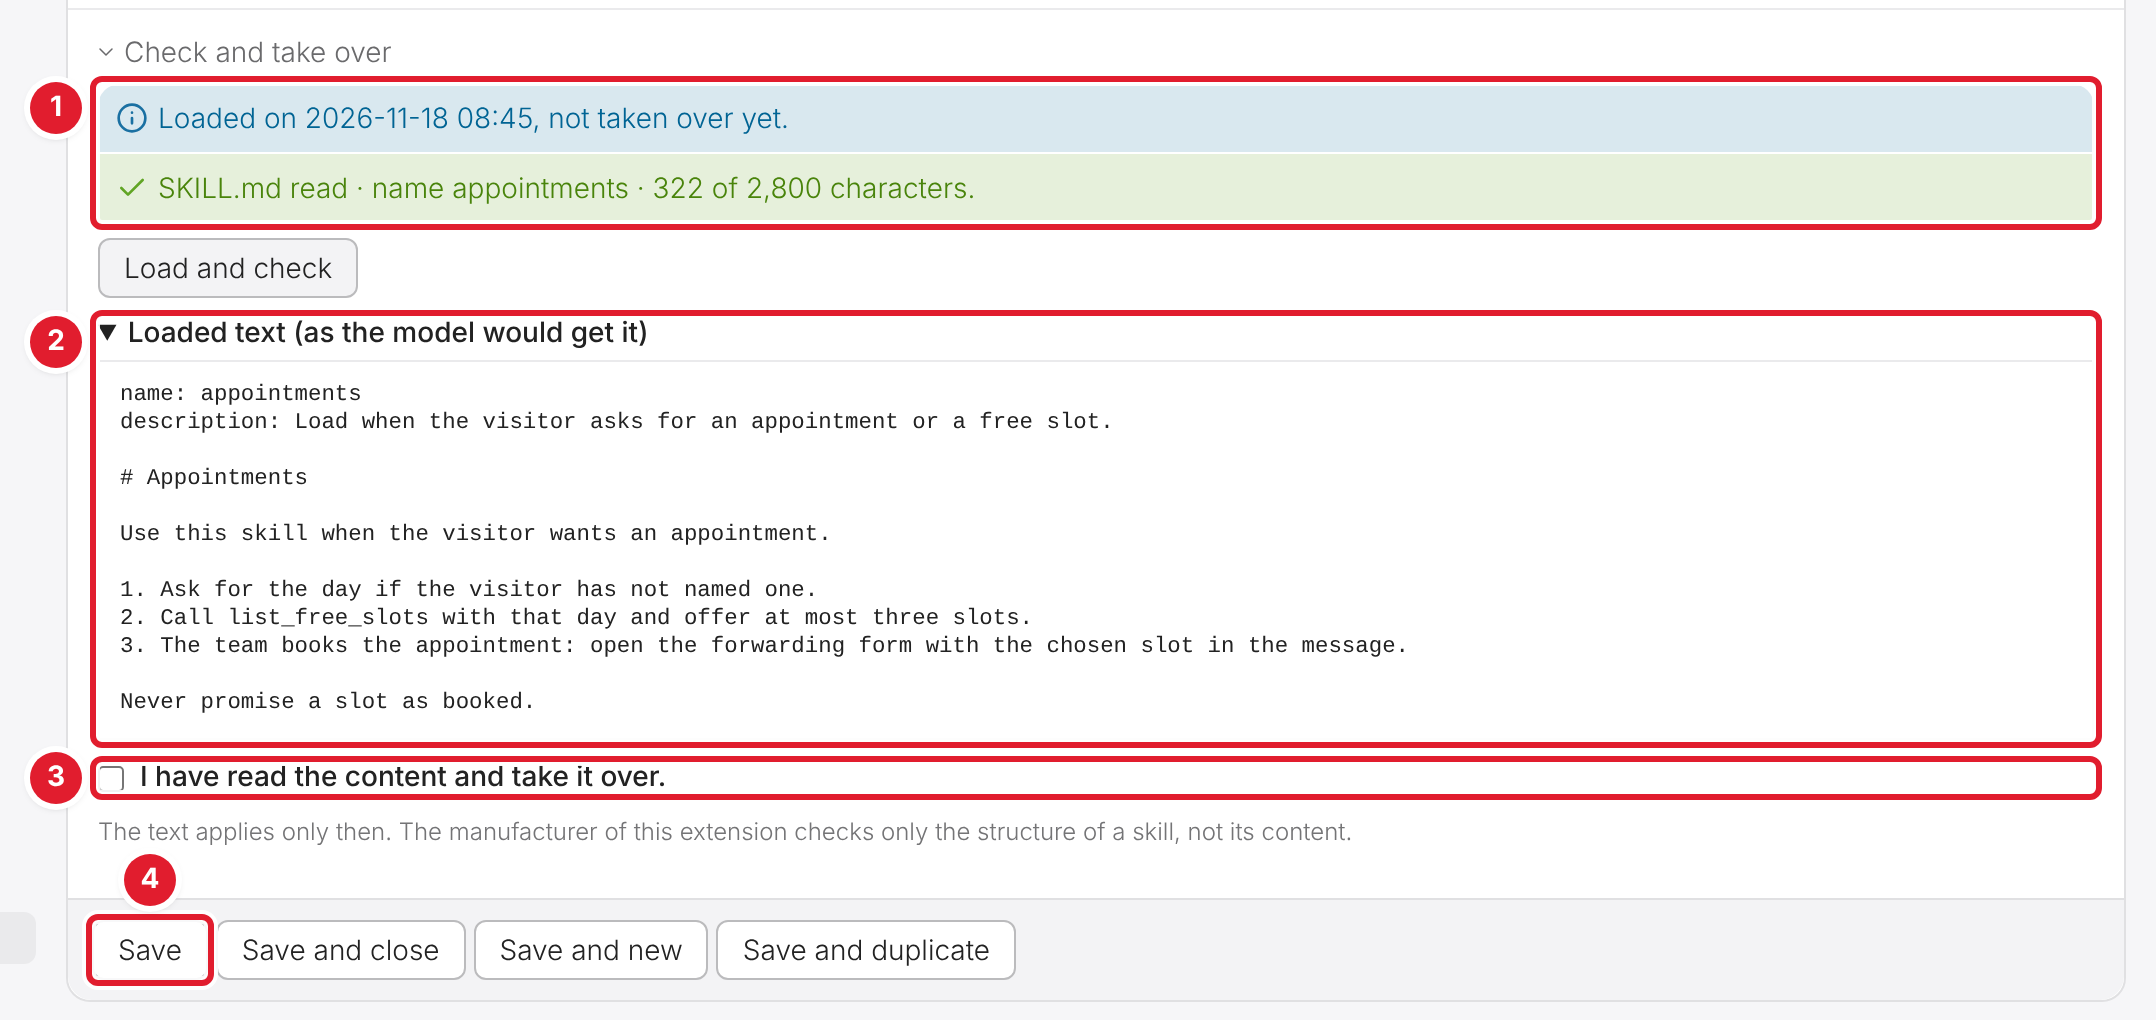 Check and take over
1
Loaded on 2026-11-18 08:45, not taken over yet.
SKILL.md read · name appointments · 322 of 2,800 characters.
Load and check
2
Loaded text (as the model would get it)
name: appointments
description: Load when the visitor asks for an appointment or a free slot.
# Appointments
Use this skill when the visitor wants an appointment.
1. Ask for the day if the visitor has not named one.
2. Call list_free_slots with that day and offer at most three slots.
3. The team books the appointment: open the forwarding form with the chosen slot in the message.
Never promise a slot as booked.
3
I have read the content and take it over.
The text applies only then. The manufacturer of this extension checks only the structure of a skill, not its content.
4
Save
Save and close
Save and new
Save and duplicate